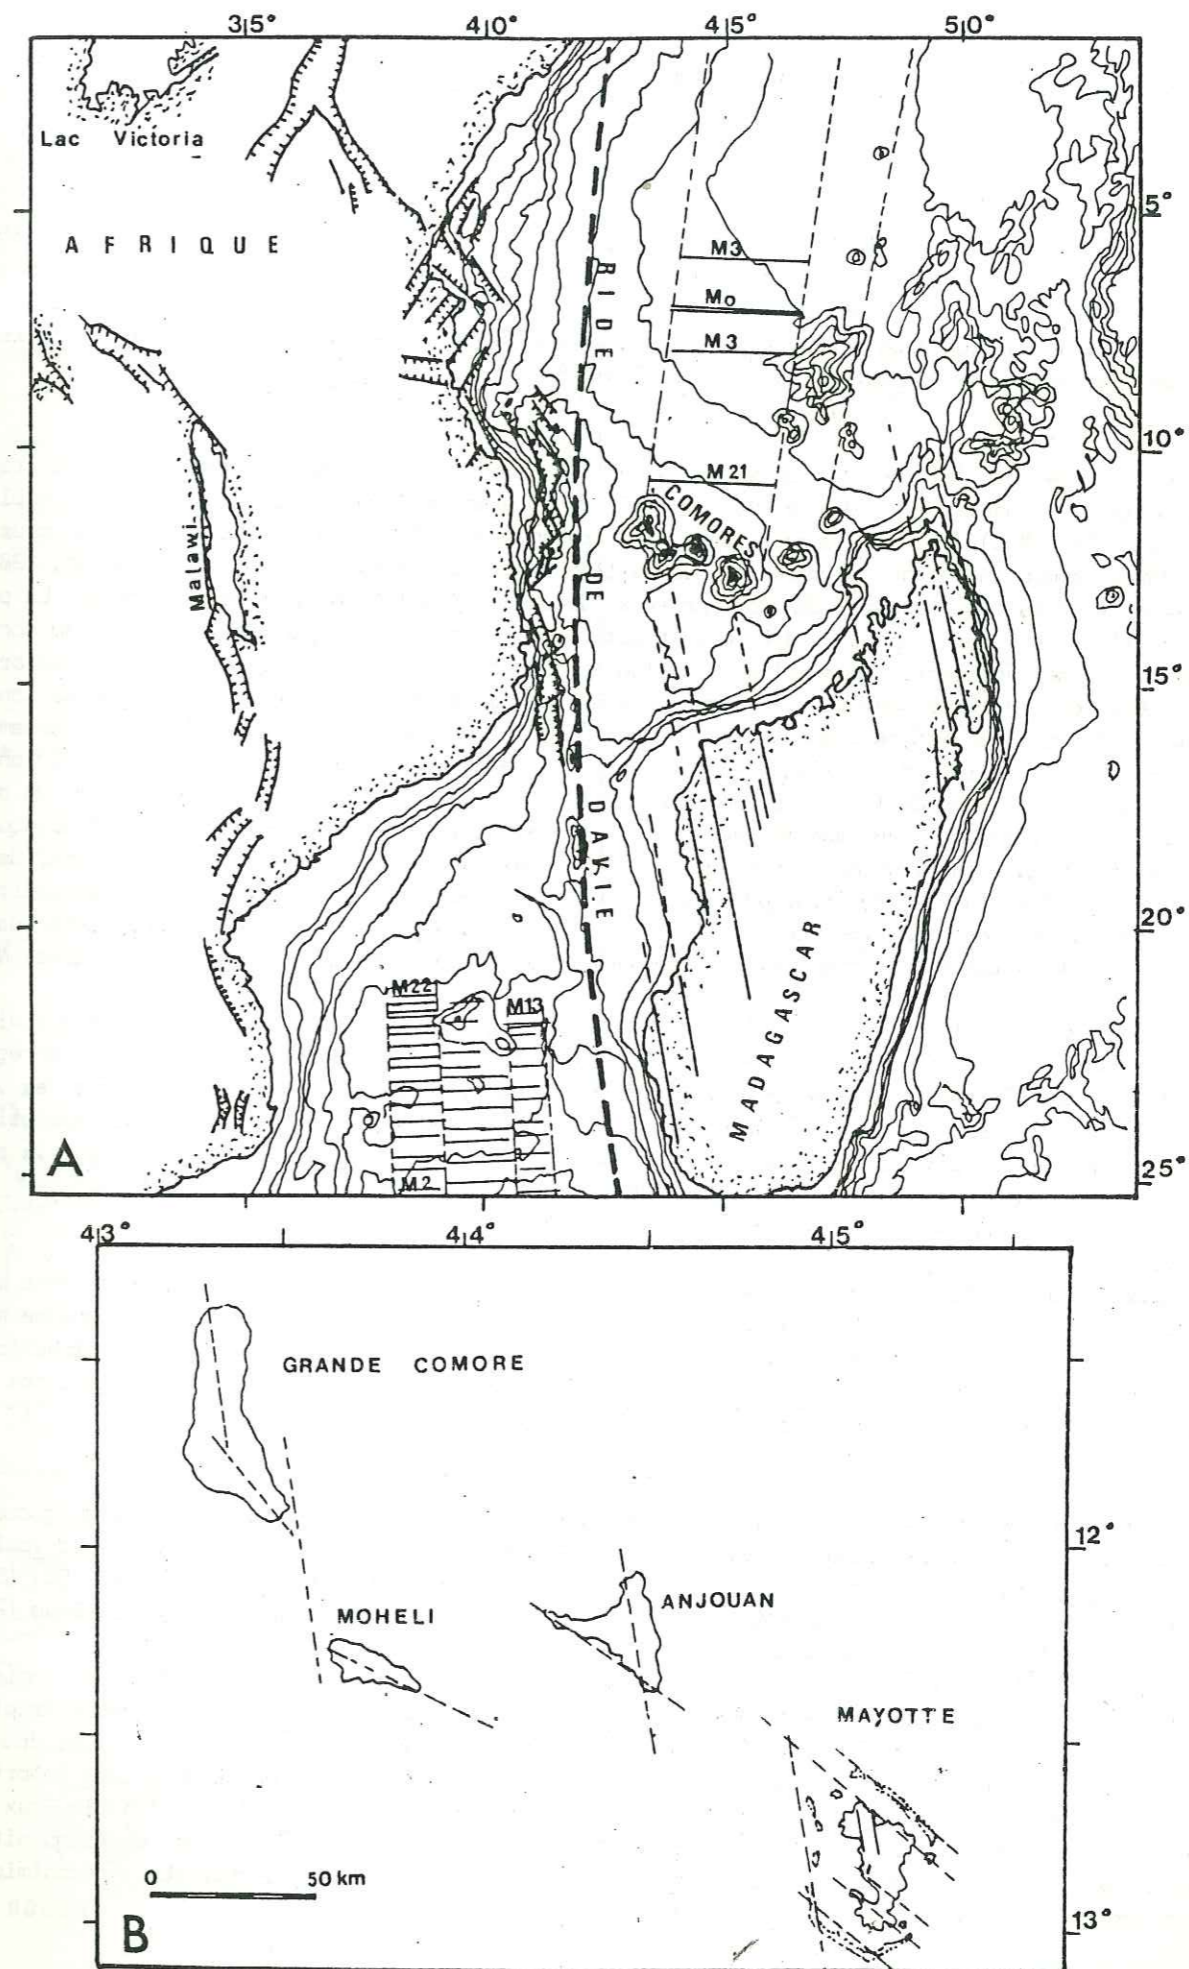 35° 40° 45° 50°
Lac Victoria
5°
AFRIQUE
M3
RIDE
Mo
M3
10°
M21
COMORES
Malawi
DE
15°
DAVIE
20°
MADAGASCAR
M22
M13
A
M2
25°
43° 44° 45°
GRANDE COMORE
12°
ANJOUAN
MOHELI
MAYOTTE
0 50 km
B
13°